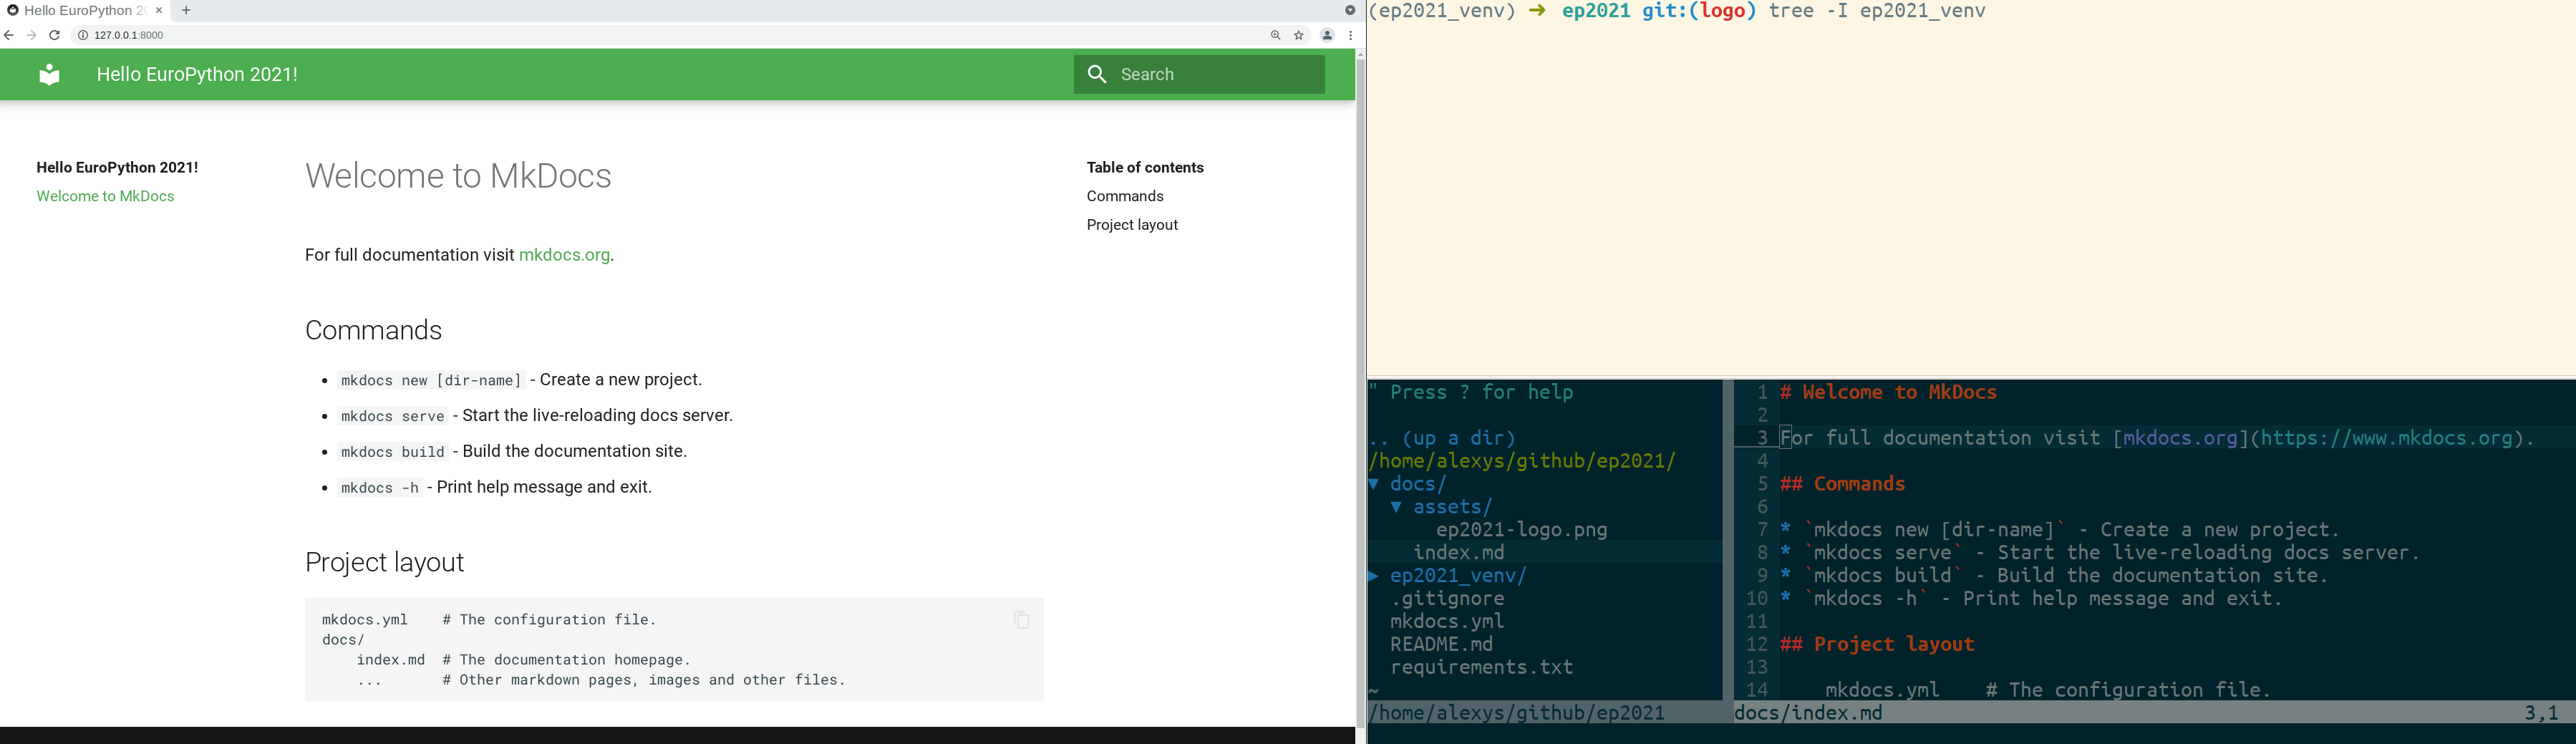 Hello EuroPython 20
127.0.0.1:8000
Hello EuroPython 2021!
Search
Hello EuroPython 2021!
Welcome to MkDocs
Welcome to MkDocs
For full documentation visit mkdocs.org.
Commands
• mkdocs new [dir-name] - Create a new project.
• mkdocs serve - Start the live-reloading docs server.
• mkdocs build - Build the documentation site.
• mkdocs -h - Print help message and exit.
Project layout
mkdocs.yml    # The configuration file.
docs/
    index.md  # The documentation homepage.
    ...       # Other markdown pages, images and other files.
Table of contents
Commands
Project layout
(ep2021_venv) ➜ ep2021 git:(logo) tree -I ep2021_venv
" Press ? for help
.. (up a dir)
/home/alexys/github/ep2021/
▼ docs/
▼ assets/
ep2021-logo.png
index.md
▶ ep2021_venv/
.gitignore
mkdocs.yml
README.md
requirements.txt
~
/home/alexys/github/ep2021
1 # Welcome to MkDocs
2
3 For full documentation visit [mkdocs.org](https://www.mkdocs.org).
4
5 ## Commands
6
7 * `mkdocs new [dir-name]` - Create a new project.
8 * `mkdocs serve` - Start the live-reloading docs server.
9 * `mkdocs build` - Build the documentation site.
10 * `mkdocs -h` - Print help message and exit.
11
12 ## Project layout
13
14     mkdocs.yml    # The configuration file.
docs/index.md 3,1